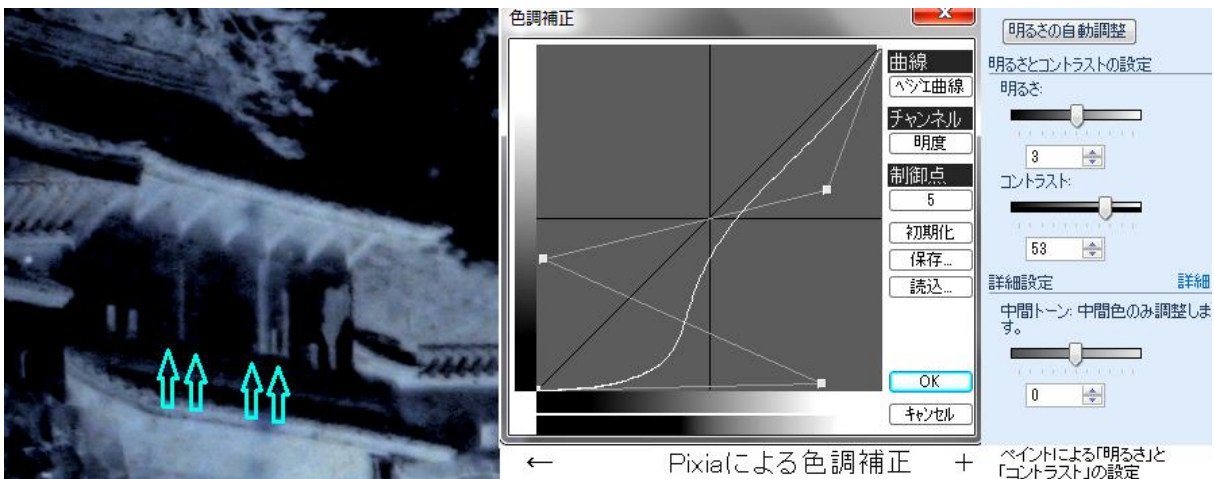 色調補正
曲線
ベジエ曲線
チャンネル
明度
制御点
5
初期化
保存...
読込...
OK
キャンセル
明るさの自動調整
明るさとコントラストの設定
明るさ:
3
コントラスト:
53
詳細設定 詳細
中間トーン: 中間色のみ調整しま
す。
0
← Pixiaによる色調補正 +
ペイントによる「明るさ」と
「コントラスト」の設定